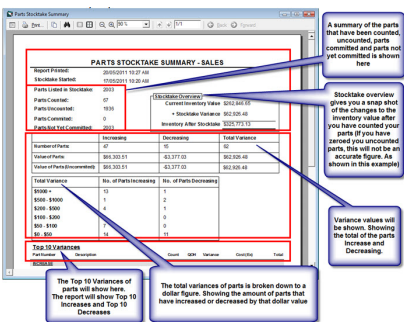 Parts Stocktake Summary
Print...
50 %
1/1
Back
Forward
PARTS STOCKTAKE SUMMARY - SALES
Report Printed: 20/05/2011 10:27 AM
Stocktake Started: 17/05/2011 10:20 AM
Parts Listed in Stocktake: 2003
Parts Counted: 67
Parts Uncounted: 1936
Parts Committed: 0
Parts Not Yet Committed: 2003
Stocktake Overview
Current Inventory Value $262,846.65
+ Stocktake Variance $62,926.48
Inventory After Stocktake $325,773.13
Increasing Decreasing Total Variance
Number of Parts: 47 15 62
Value of Parts: $66,303.51 -$3,377.03 $62,926.48
Value of Parts (Uncommitted): $66,303.51 -$3,377.03 $62,926.48
Total Variance No. of Parts Increasing No. of Parts Decreasing
$1000 + 13 1
$500 - $1000 1 2
$200 - $500 4 1
$100 - $200 0
$50 - $100 0
$0 - $50 14 11
Top 10 Variances
Part Number Description Count QOH Variance Cost(Ex) Total
INCREASE
A summary of the parts that have been counted, uncounted, parts committed and parts not yet committed is shown here
Stocktake overview gives you a snap shot of the changes to the inventory value after you have counted your parts (If you have zeroed you uncounted parts, this will not be an accurate figure. As shown in this example)
Variance values will be shown. Showing the total of the parts Increase and Decreasing.
The Top 10 Variances of parts will show here. The report will show Top 10 Increases and Top 10 Decreases
The total variances of parts is broken down to a dollar figure. Showing the amount of parts that have increased or decreased by that dollar value